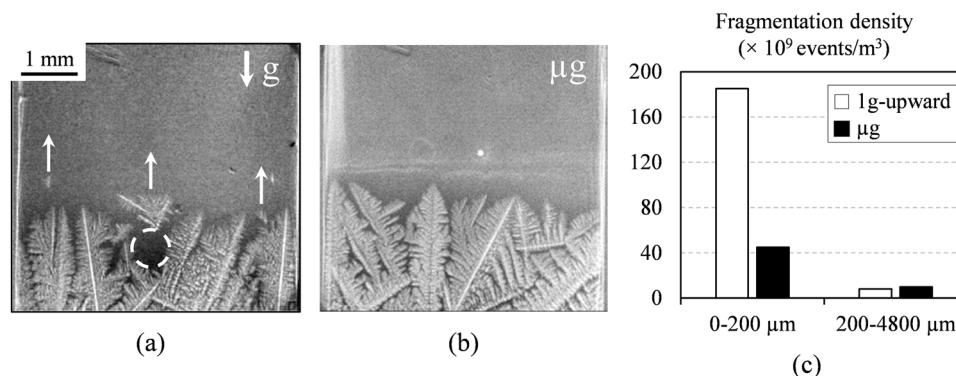 1 mm
g
µg
Fragmentation density
(× 10⁹ events/m³)
200
160
120
80
40
0
1g-upward
µg
0-200 µm
200-4800 µm
(a)
(b)
(c)